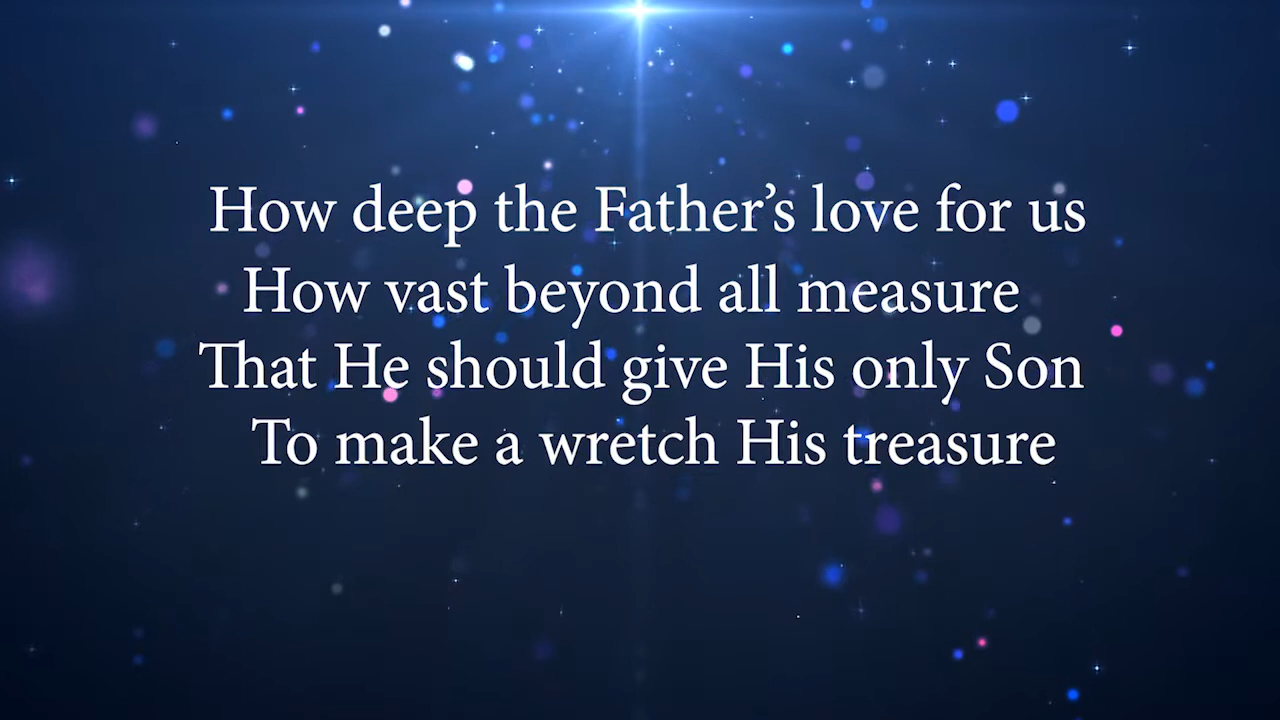 How deep the Father’s love for us
How vast beyond all measure
That He should give His only Son
To make a wretch His treasure